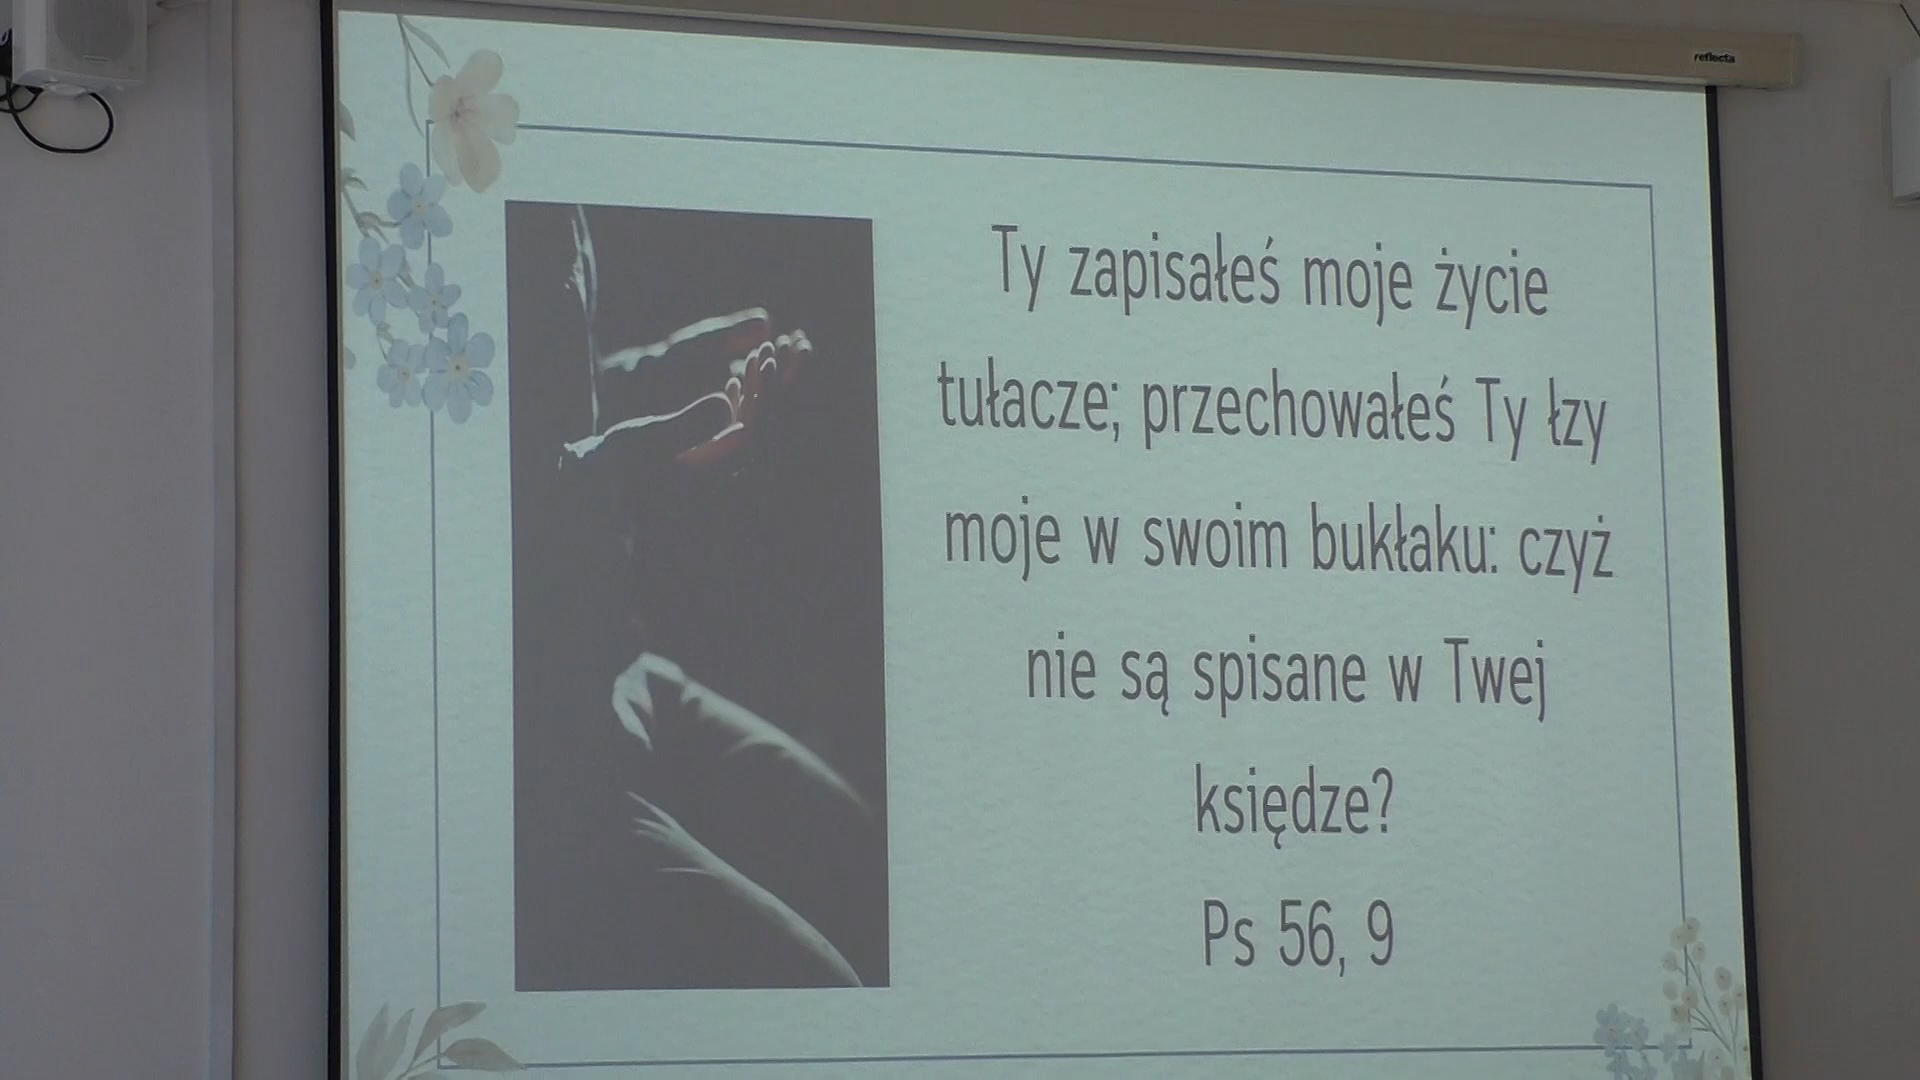 reflecta
Ty zapisałeś moje życie
tułacze; przechowałeś Ty łzy
moje w swoim bukłaku: czyż
nie są spisane w Twej
księdze?
Ps 56, 9